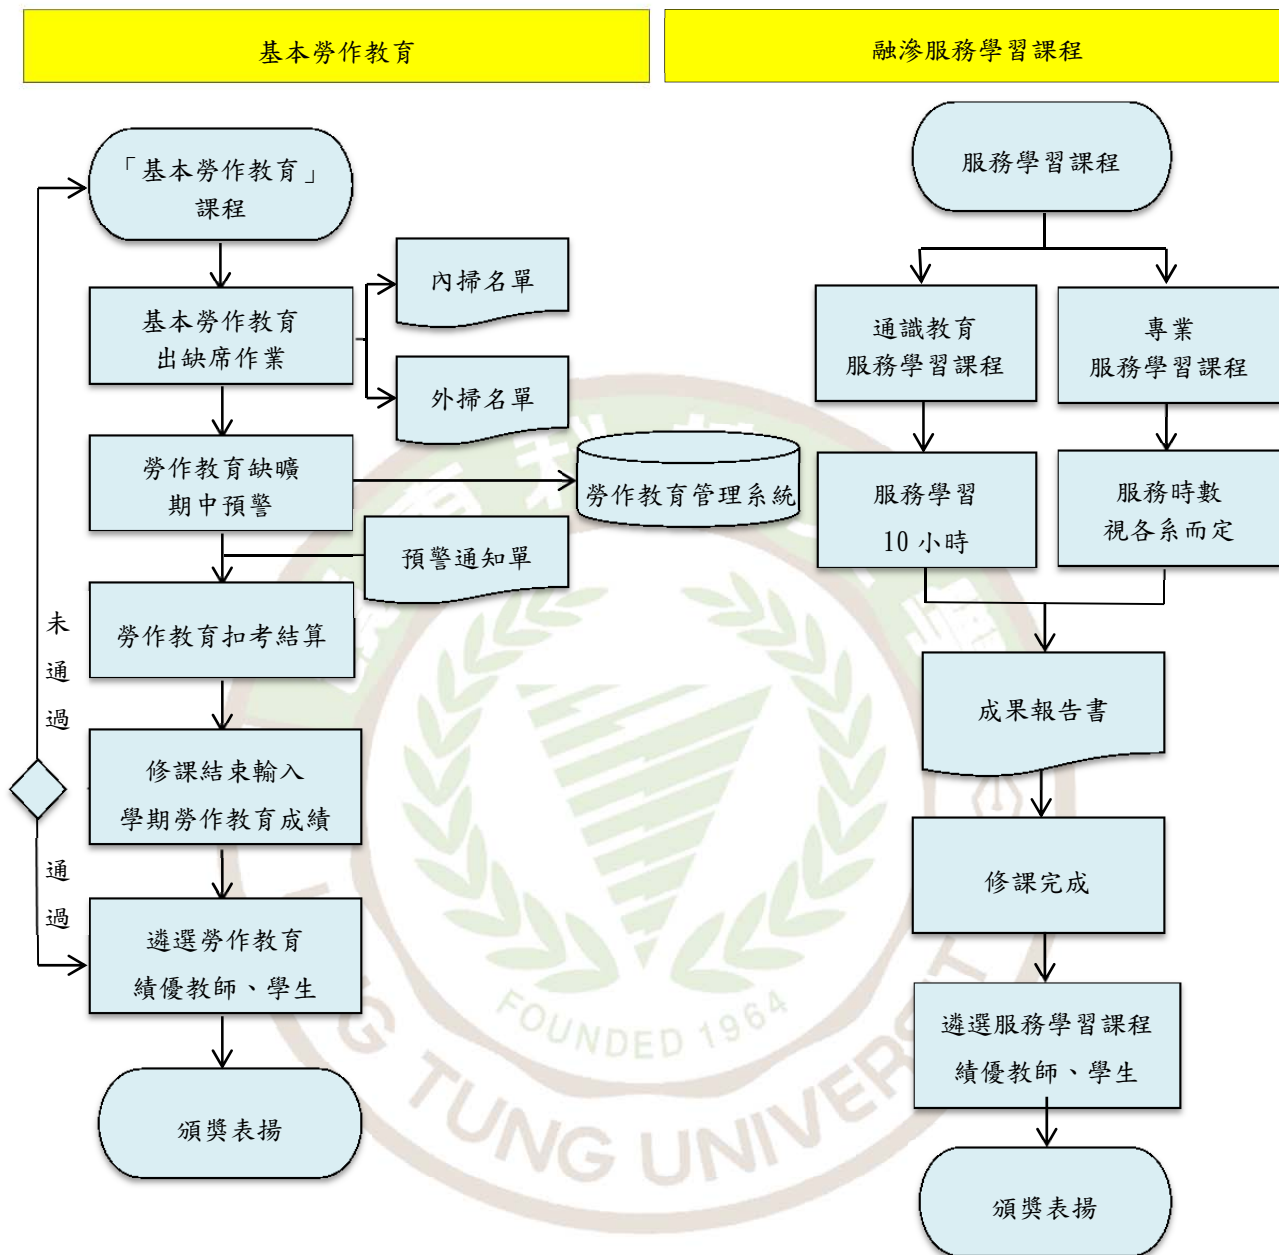 基本勞作教育
融滲服務學習課程
「基本勞作教育」
課程
基本勞作教育
出缺席作業
內掃名單
外掃名單
勞作教育缺曠
期中預警
勞作教育管理系統
預警通知單
勞作教育扣考結算
未
通
過
修課結束輸入
學期勞作教育成績
通
過
遴選勞作教育
績優教師、學生
頒獎表揚
服務學習課程
通識教育
服務學習課程
專業
服務學習課程
服務學習
10 小時
服務時數
視各系而定
成果報告書
修課完成
遴選服務學習課程
績優教師、學生
頒獎表揚
FOUNDED 1964
TUNG UNIVERSIT